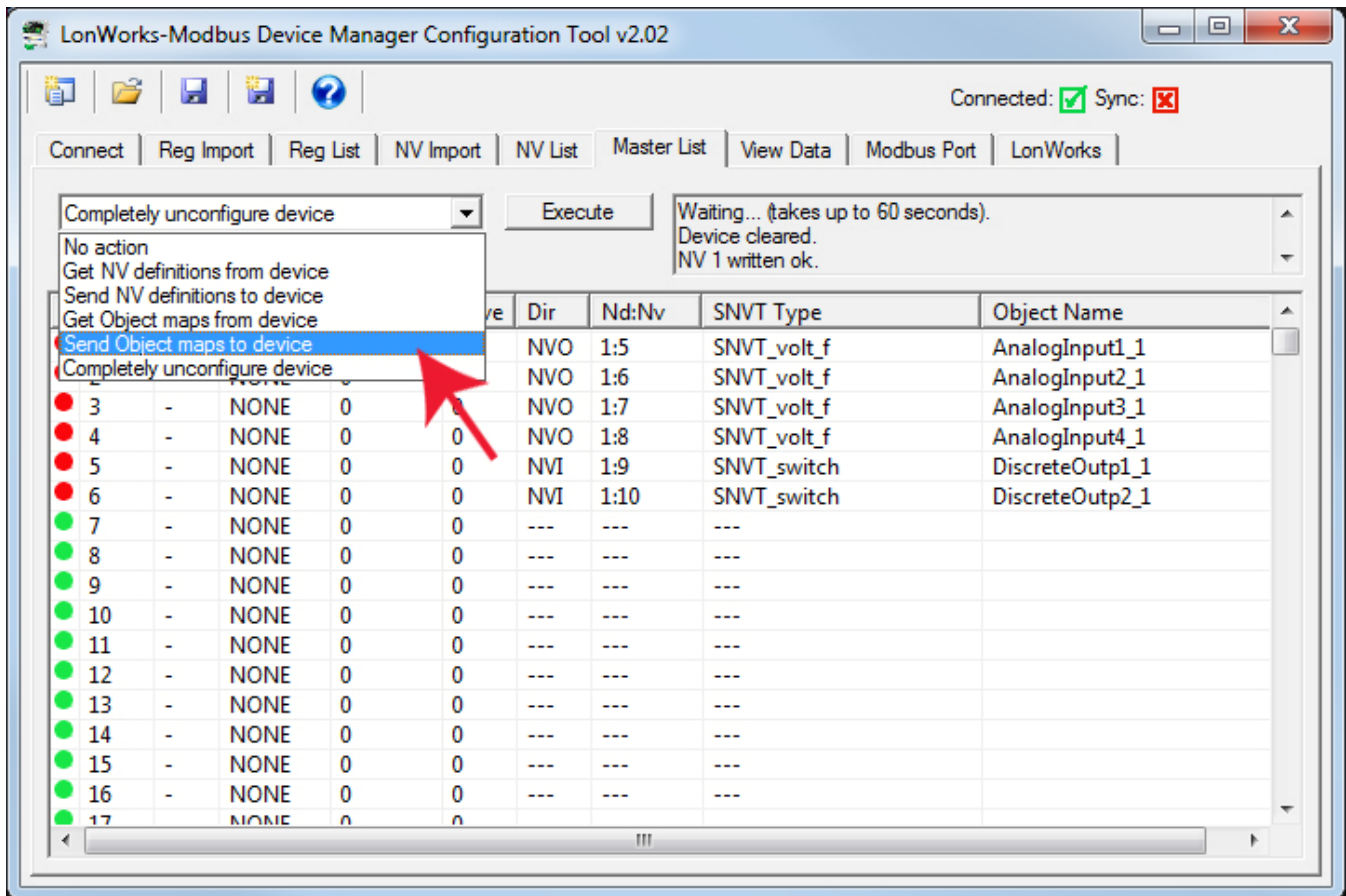 LonWorks-Modbus Device Manager Configuration Tool v2.02
Connected: Sync:
Connect Reg Import Reg List NV Import NV List Master List View Data Modbus Port LonWorks
Completely unconfigure device Execute
Waiting... (takes up to 60 seconds).
Device cleared.
NV 1 written ok.
No action
Get NV definitions from device
Send NV definitions to device
Get Object maps from device
Send Object maps to device
Completely unconfigure device
Dir Nd:Nv SNVT Type Object Name
NVO 1:5 SNVT_volt_f AnalogInput1_1
NVO 1:6 SNVT_volt_f AnalogInput2_1
3 - NONE 0 0 NVO 1:7 SNVT_volt_f AnalogInput3_1
4 - NONE 0 0 NVO 1:8 SNVT_volt_f AnalogInput4_1
5 - NONE 0 0 NVI 1:9 SNVT_switch DiscreteOutp1_1
6 - NONE 0 0 NVI 1:10 SNVT_switch DiscreteOutp2_1
7 - NONE 0 0 --- --- ---
8 - NONE 0 0 --- --- ---
9 - NONE 0 0 --- --- ---
10 - NONE 0 0 --- --- ---
11 - NONE 0 0 --- --- ---
12 - NONE 0 0 --- --- ---
13 - NONE 0 0 --- --- ---
14 - NONE 0 0 --- --- ---
15 - NONE 0 0 --- --- ---
16 - NONE 0 0 --- --- ---
17 NONE 0 0